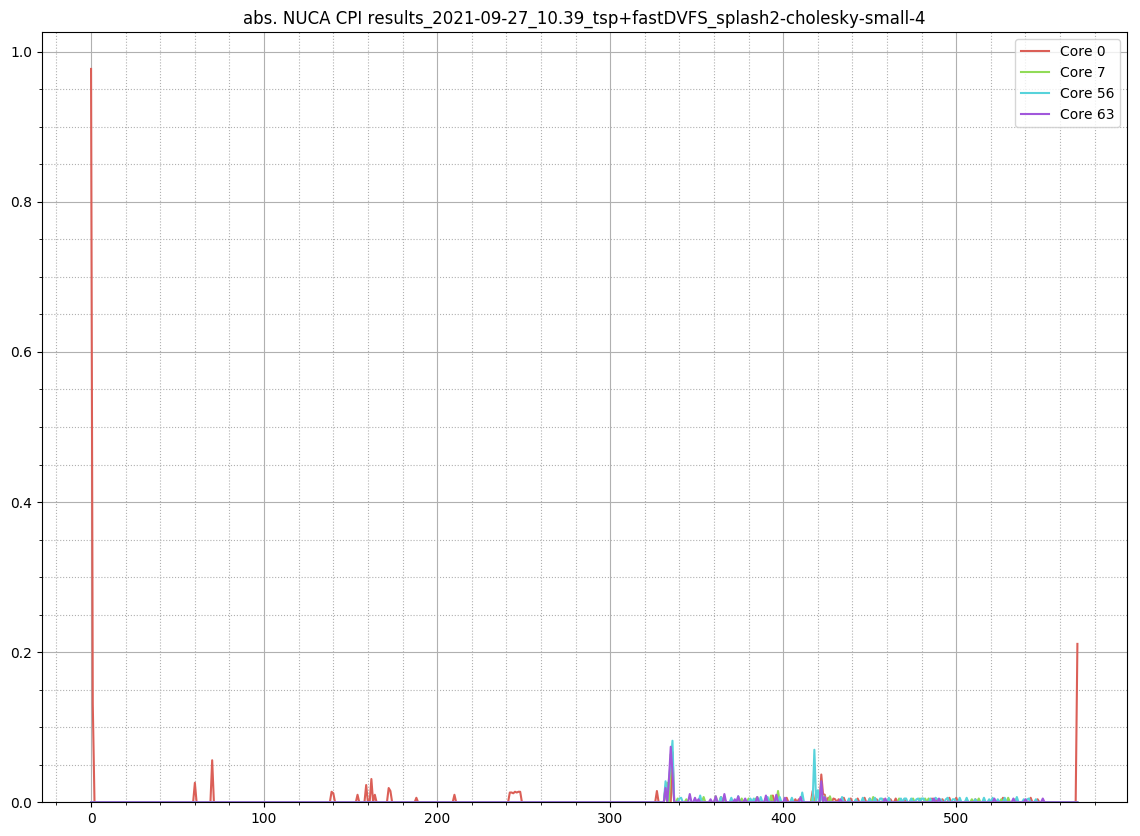 abs. NUCA CPI results_2021-09-27_10.39_tsp+fastDVFS_splash2-cholesky-small-4
Core 0
Core 7
Core 56
Core 63
1.0
0.8
0.6
0.4
0.2
0.0
0 100 200 300 400 500